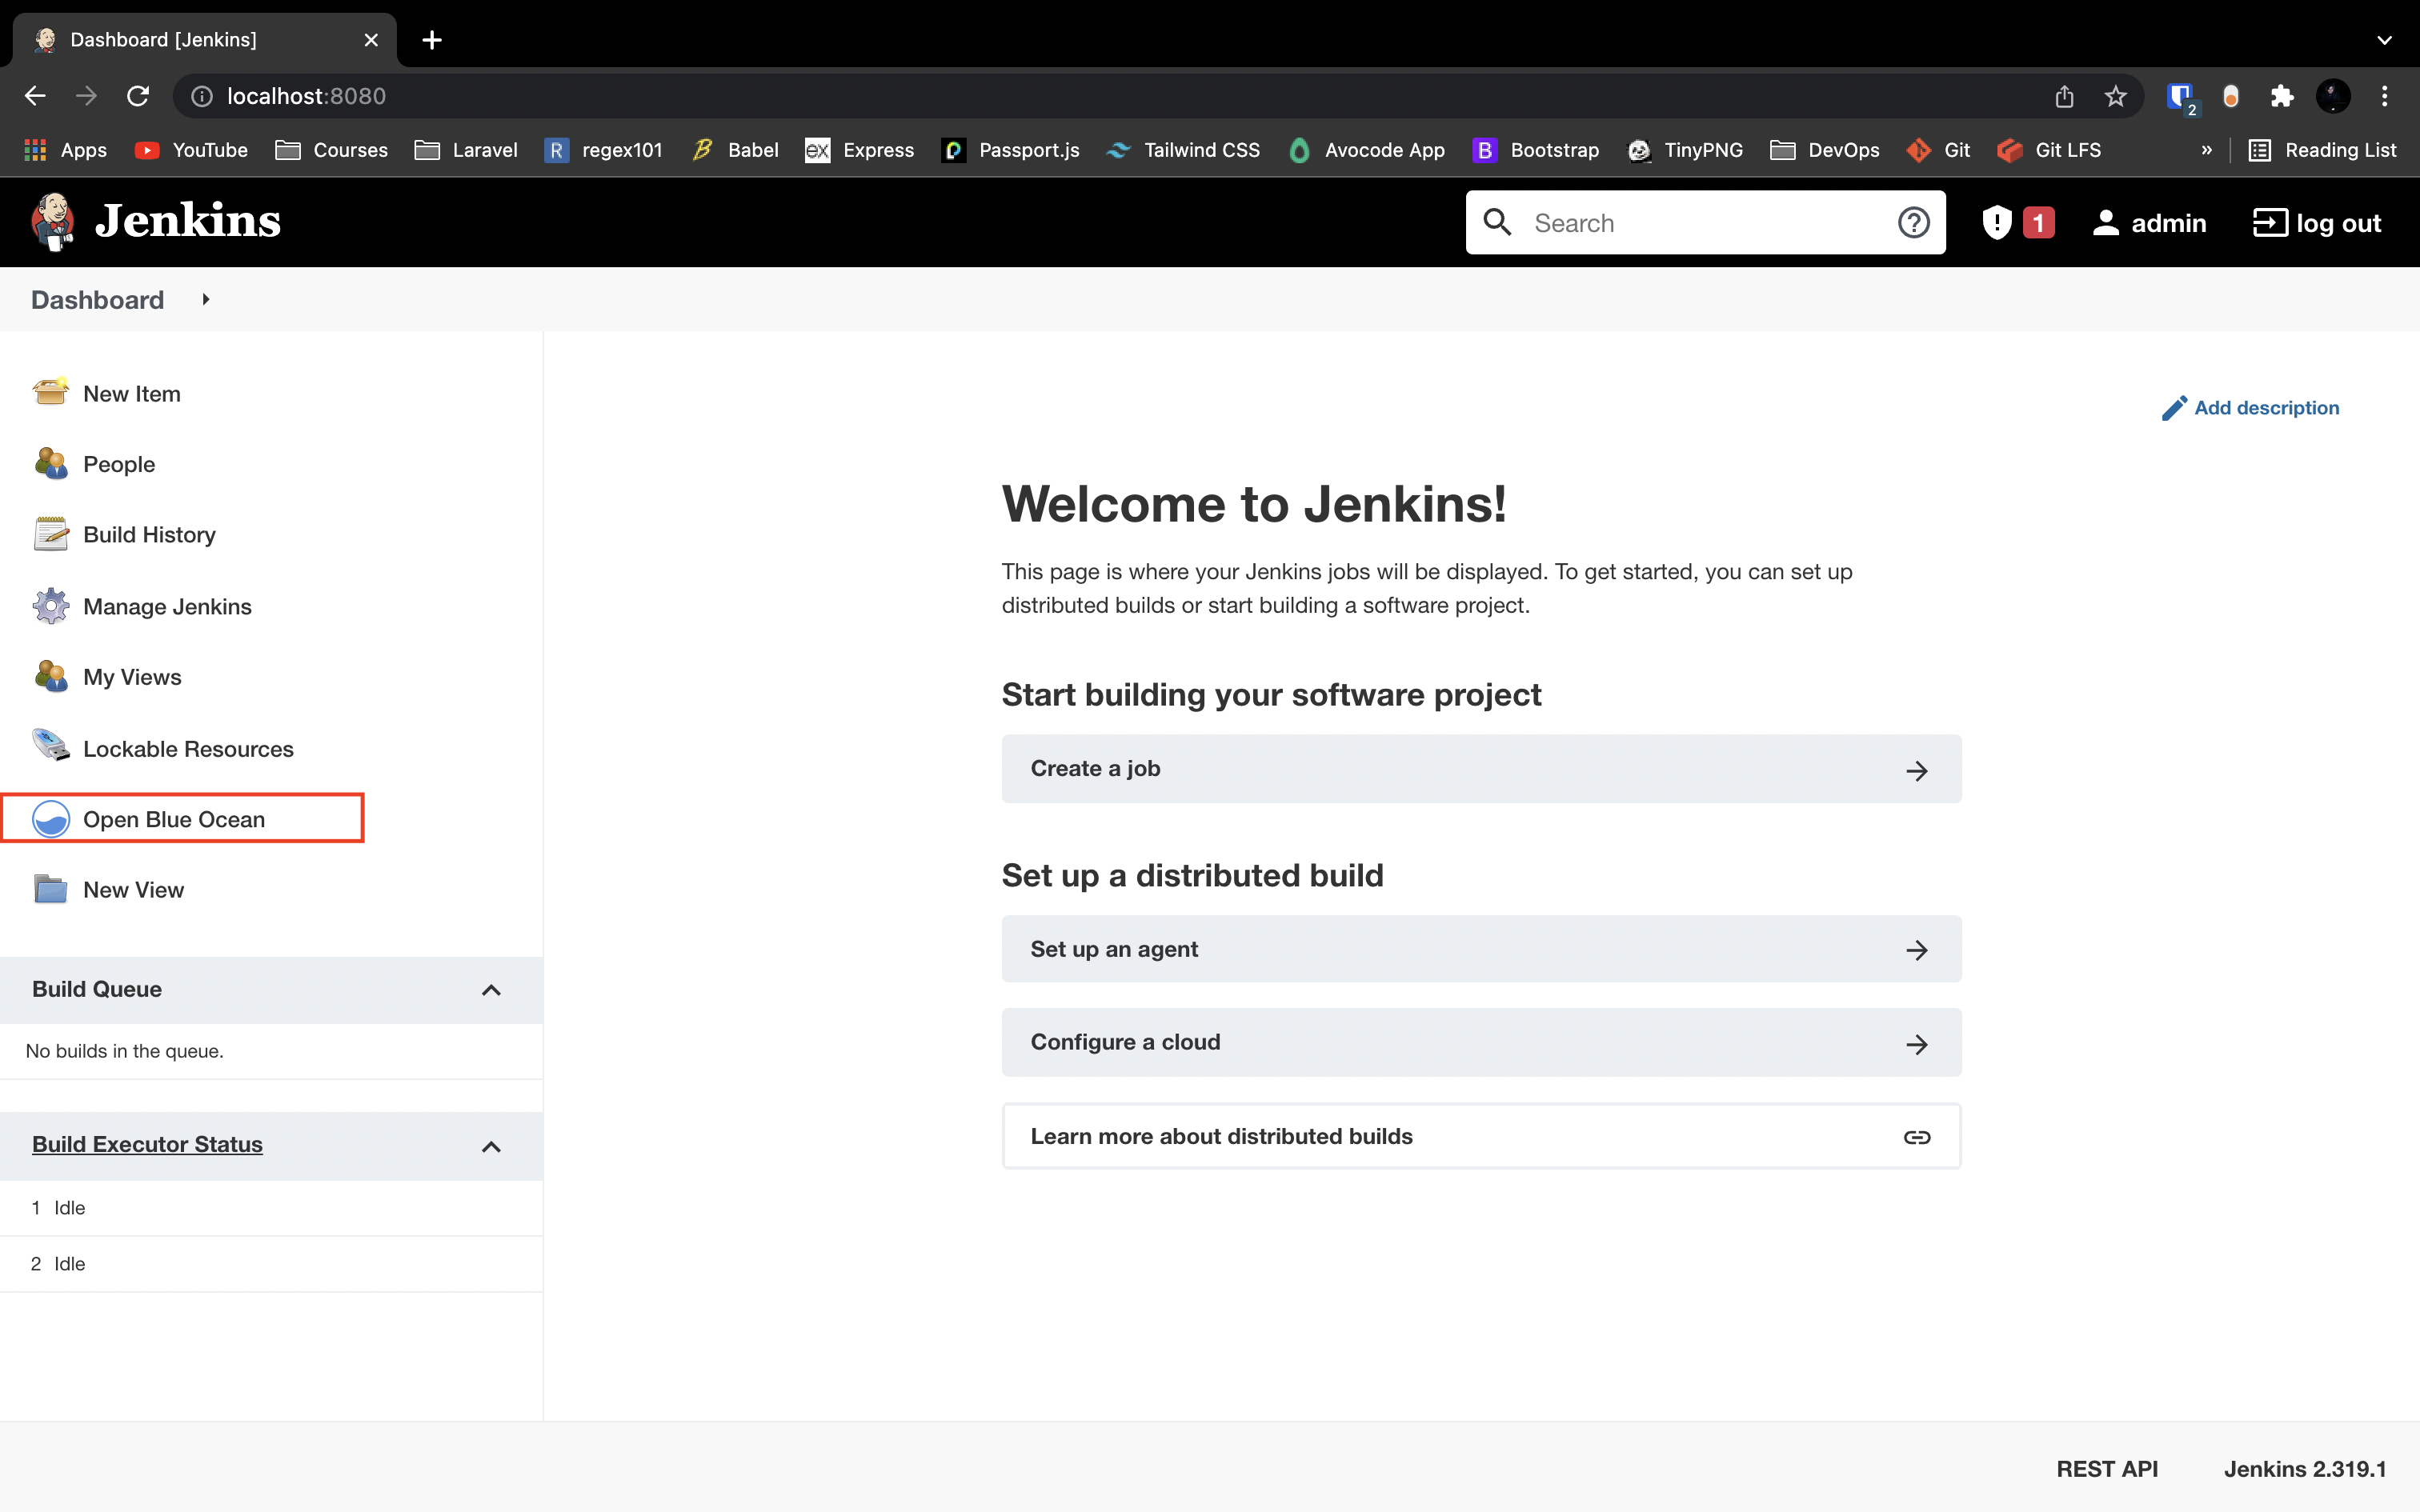 Dashboard [Jenkins]
localhost:8080
2
Apps YouTube Courses Laravel R regex101 Babel ex Express Passport.js Tailwind CSS Avocode App B Bootstrap TinyPNG DevOps Git Git LFS » Reading List
Jenkins
Search
1
admin
log out
Dashboard
New Item
People
Build History
Manage Jenkins
My Views
Lockable Resources
Open Blue Ocean
New View
Build Queue
No builds in the queue.
Build Executor Status
1 Idle
2 Idle
Add description
Welcome to Jenkins!
This page is where your Jenkins jobs will be displayed. To get started, you can set up
distributed builds or start building a software project.
Start building your software project
Create a job
Set up a distributed build
Set up an agent
Configure a cloud
Learn more about distributed builds
REST API
Jenkins 2.319.1